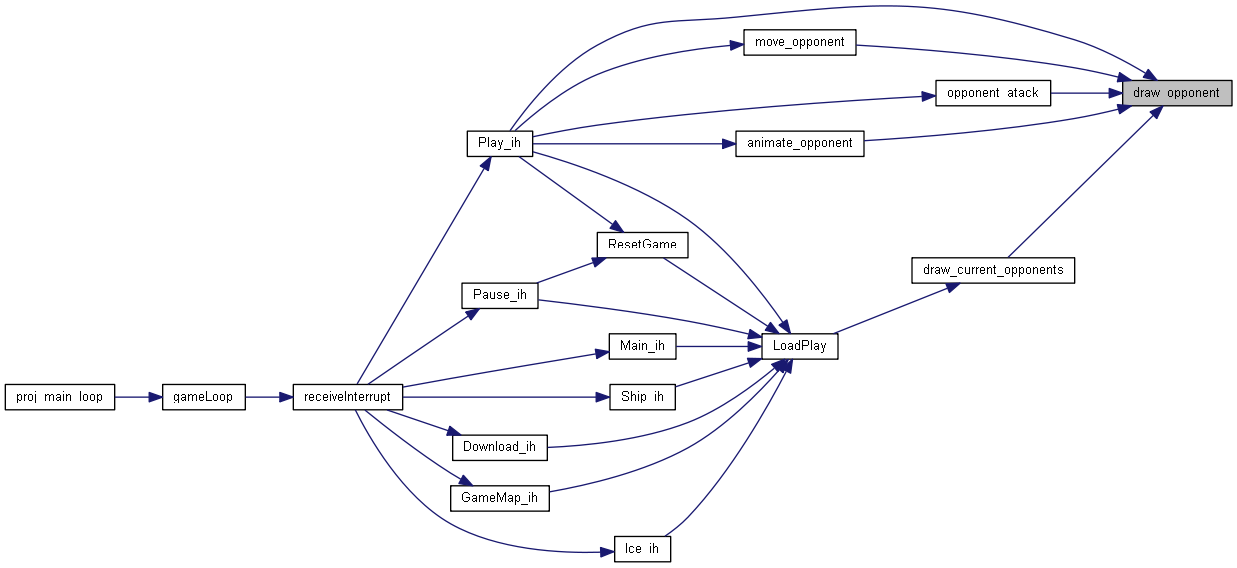 move_opponent
draw_opponent
opponent_atack
Play_ih
animate_opponent
ResetGame
draw_current_opponents
Pause_ih
Main_ih
LoadPlay
proj_main_loop
gameLoop
receiveInterrupt
Ship_ih
Download_ih
GameMap_ih
Ice_ih